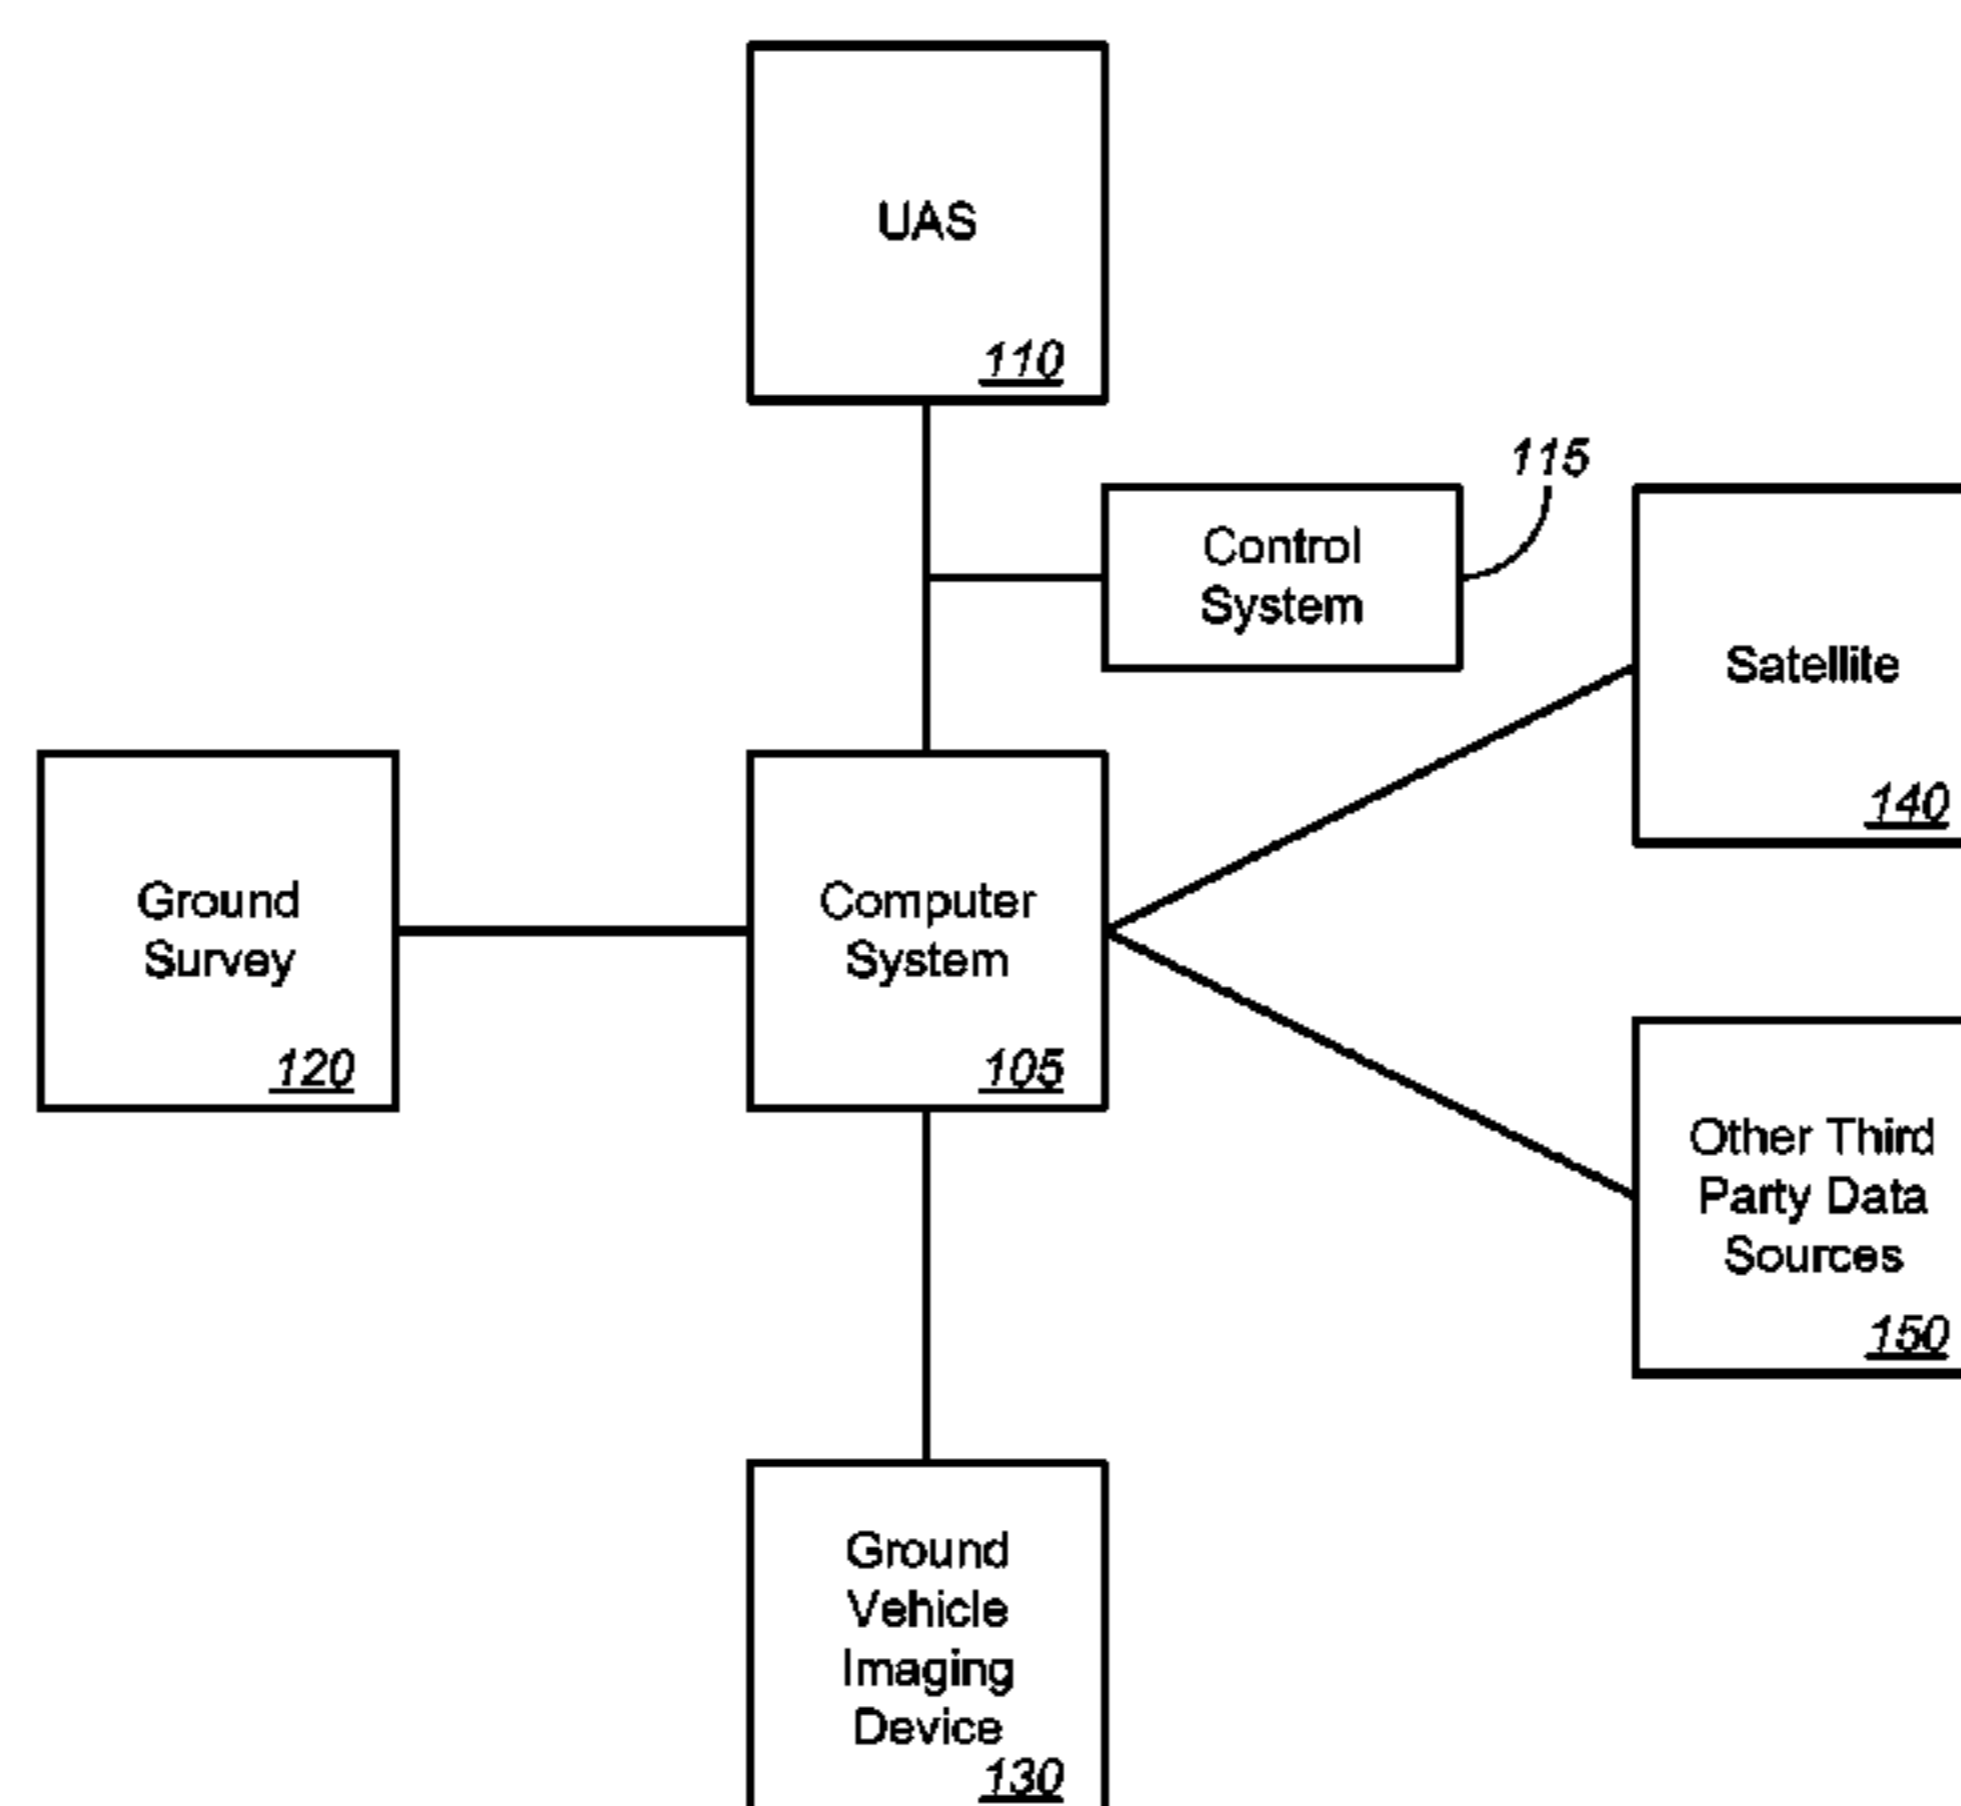 UAS
110
115
Control
System
Satellite
140
Ground
Survey
120
Computer
System
105
Other Third
Party Data
Sources
150
Ground
Vehicle
Imaging
Device
130